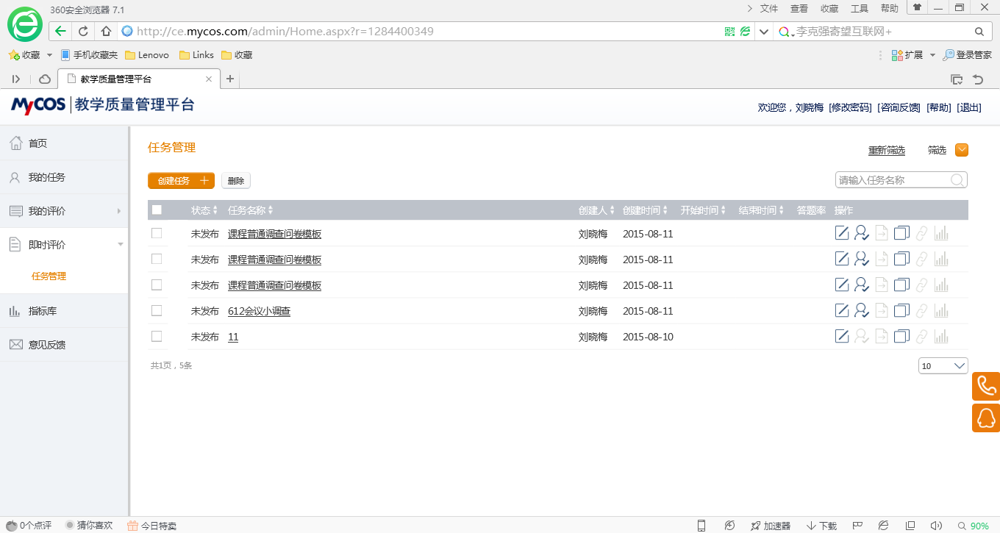 360安全浏览器 7.1
文件 查看 收藏 工具 帮助
http://ce.mycos.com/admin/Home.aspx?r=1284400349 李克强寄望互联网+
收藏 手机收藏夹 Lenovo Links 收藏 扩展 登录管家
教学质量管理平台
MyCOS 教学质量管理平台
欢迎您，刘晓梅 [修改密码] [咨询反馈] [帮助] [退出]
首页
我的任务
我的评价
即时评价
任务管理
指标库
意见反馈
任务管理
重新筛选 筛选
创建任务 删除 请输入任务名称
状态 任务名称 创建人 创建时间 开始时间 结束时间 答题率 操作
未发布 课程普通调查问卷模板 刘晓梅 2015-08-11
未发布 课程普通调查问卷模板 刘晓梅 2015-08-11
未发布 课程普通调查问卷模板 刘晓梅 2015-08-11
未发布 612会议小调查 刘晓梅 2015-08-11
未发布 11 刘晓梅 2015-08-10
共1页，5条 10
0个点评 猜你喜欢 今日特卖 加速器 下载 90%